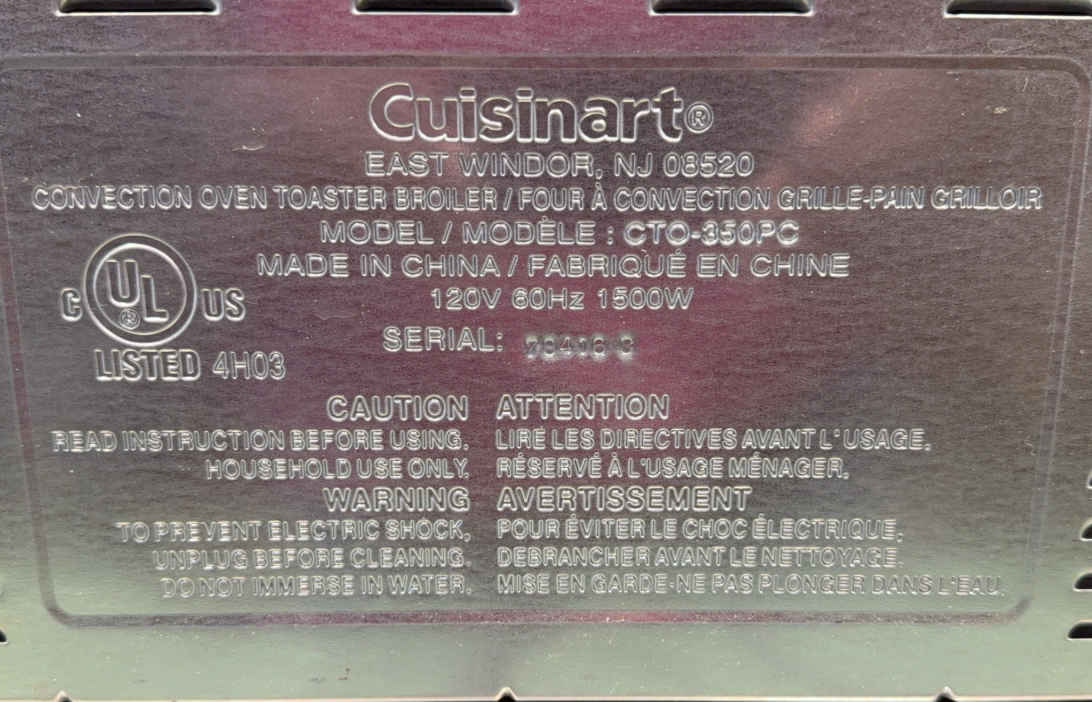 Cuisinart®
EAST WINDOR, NJ 08520
CONVECTION OVEN TOASTER BROILER / FOUR À CONVECTION GRILLE-PAIN GRILLOIR
MODEL / MODÈLE : CTO-350PC
MADE IN CHINA / FABRIQUÉ EN CHINE
120V 60Hz 1500W
C UL® US
LISTED 4H03
SERIAL:
CAUTION ATTENTION
READ INSTRUCTION BEFORE USING. LIRE LES DIRECTIVES AVANT L'USAGE.
HOUSEHOLD USE ONLY. RÉSERVÉ À L'USAGE MÉNAGER.
WARNING AVERTISSEMENT
TO PREVENT ELECTRIC SHOCK, POUR ÉVITER LE CHOC ÉLECTRIQUE,
UNPLUG BEFORE CLEANING. DEBRANCHER AVANT LE NETTOYAGE.
DO NOT IMMERSE IN WATER. MISE EN GARDE-NE PAS PLONGER DANS L'EAU.